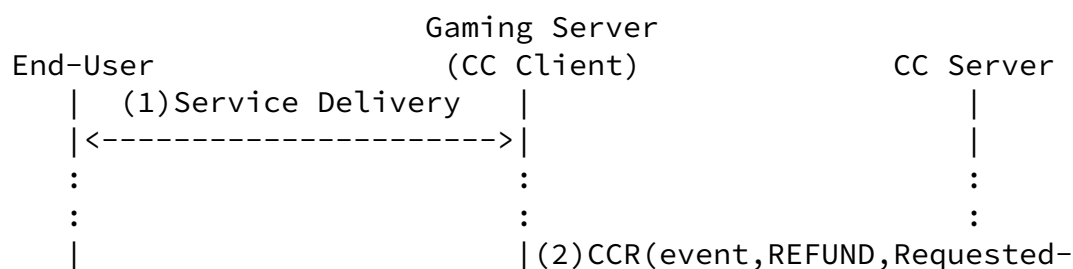 Gaming Server
End-User                (CC Client)               CC Server
    |  (1)Service Delivery   |                        |
    |<---------------------->|                        |
    :                        :                        :
    :                        :                        :
    |                        |(2)CCR(event,REFUND,Requested-